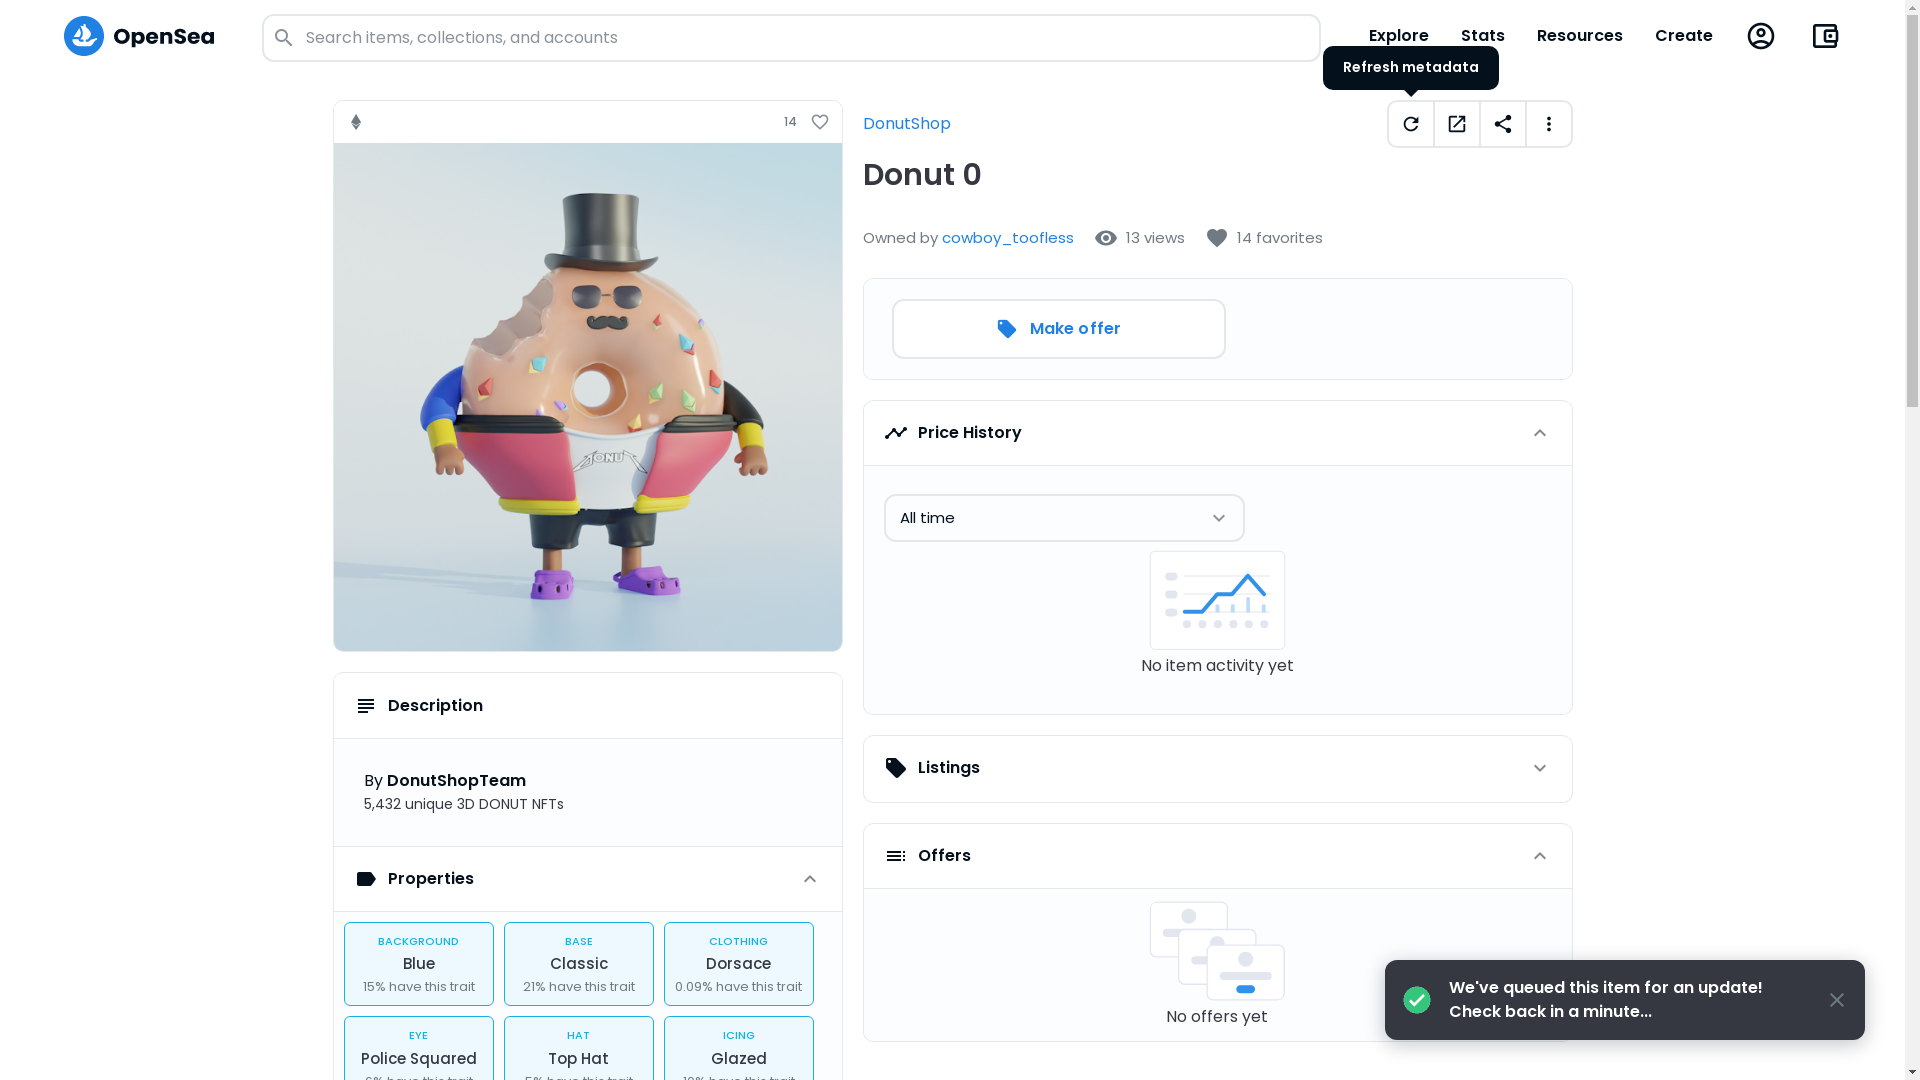 OpenSea
Search items, collections, and accounts
Explore
Stats
Resources
Create
Refresh metadata
14
DonutShop
Donut 0
Owned by cowboy_toofless
13 views
14 favorites
Make offer
DONUT
Price History
All time
No item activity yet
Description
By DonutShopTeam
5,432 unique 3D DONUT NFTs
Listings
Offers
No offers yet
Properties
BACKGROUND
Blue
15% have this trait
BASE
Classic
21% have this trait
CLOTHING
Dorsace
0.09% have this trait
EYE
Police Squared
HAT
Top Hat
ICING
Glazed
We've queued this item for an update!
Check back in a minute...